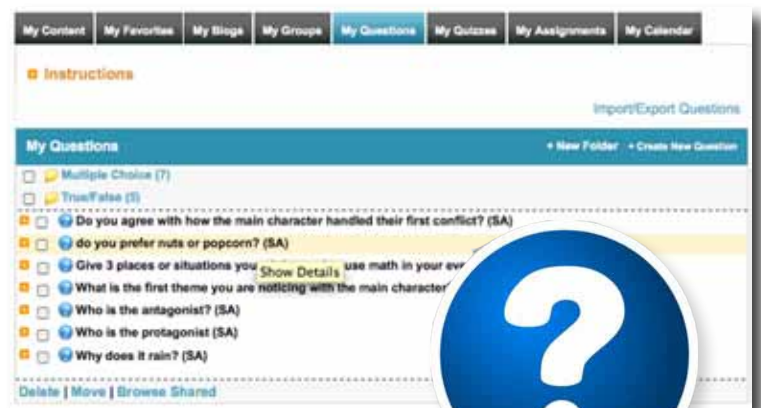 My Content My Favorites My Blogs My Groups My Questions My Quizzes My Assignments My Calendar
Instructions
Import/Export Questions
My Questions + New Folder + Create New Question
Multiple Choice (7)
True/False (5)
Do you agree with how the main character handled their first conflict? (SA)
do you prefer nuts or popcorn? (SA)
Give 3 places or situations you use math in your
Show Details
What is the first theme you are noticing with the main character
Who is the antagonist? (SA)
Who is the protagonist (SA)
Why does it rain? (SA)
Delete | Move | Browse Shared
?